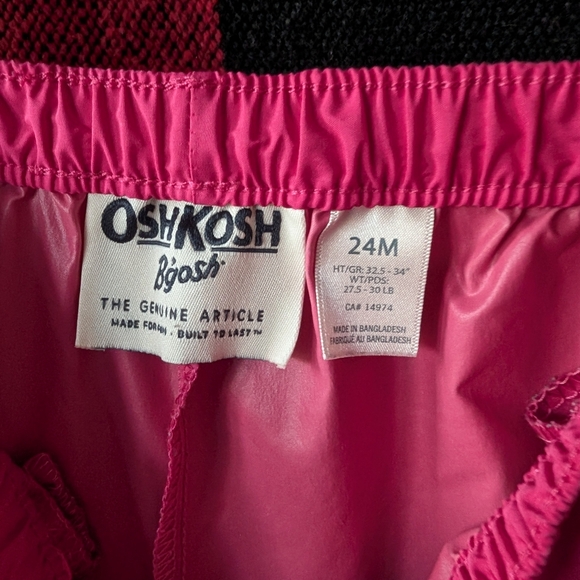 OSHKOSH
B'gosh
THE GENUINE ARTICLE
MADE FOR FUN · BUILT TO LAST™
24M
HT/GR: 32.5 - 34"
WT/PDS:
27.5 - 30 LB
CA# 14974
MADE IN BANGLADESH
FABRIQUÉ AU BANGLADESH